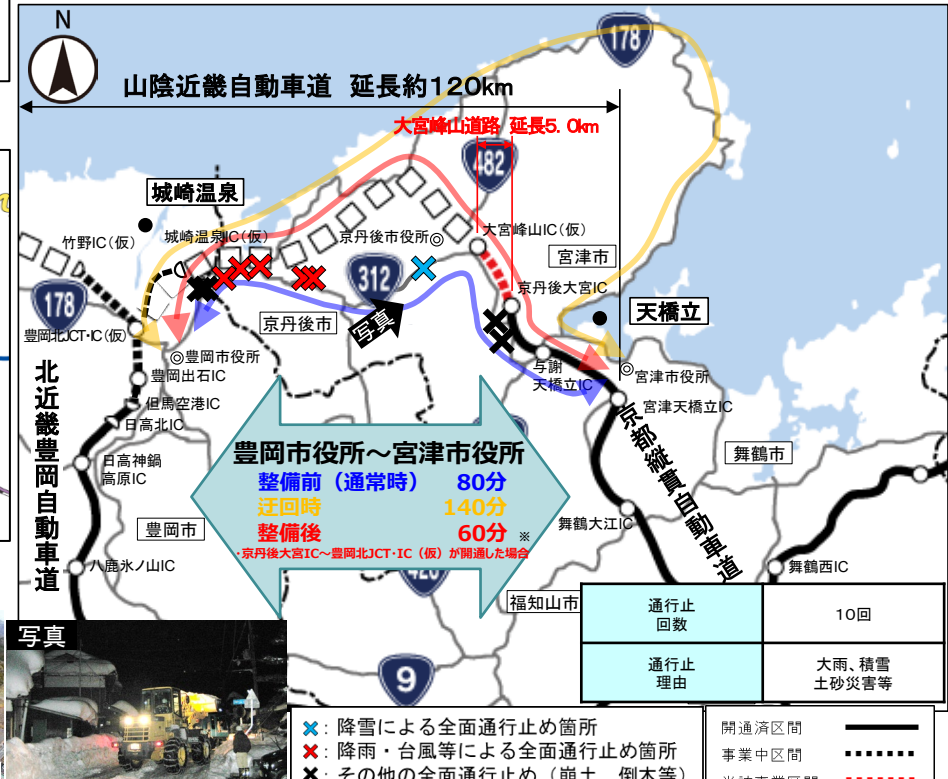 N
178
山陰近畿自動車道 延長約120km
大宮峰山道路 延長5.0km
482
城崎温泉
大宮峰山IC(仮)
竹野IC(仮)
城崎温泉IC(仮)
京丹後市役所◎
宮津市
312
京丹後大宮IC
178
天橋立
京丹後市
写真
豊岡北JCT・IC(仮)
◎豊岡市役所
与謝
天橋立IC
◎宮津市役所
豊岡出石IC
但馬空港IC
宮津天橋立IC
日高北IC
北近畿豊岡自動車道
京都縦貫自動車道
豊岡市役所～宮津市役所
舞鶴市
日高神鍋
高原IC
整備前（通常時） 80分
迂回時 140分
整備後 60分 ※
・京丹後大宮IC～豊岡北JCT・IC（仮）が開通した場合
豊岡市
舞鶴大江IC
八鹿氷ノ山IC
舞鶴西IC
福知山市
通行止
回数
10回
通行止
理由
大雨、積雪
土砂災害等
写真
9
×：降雪による全面通行止め箇所
×：降雨・台風等による全面通行止め箇所
×：その他の全面通行止め（崩土、倒木等）
開通済区間
事業中区間